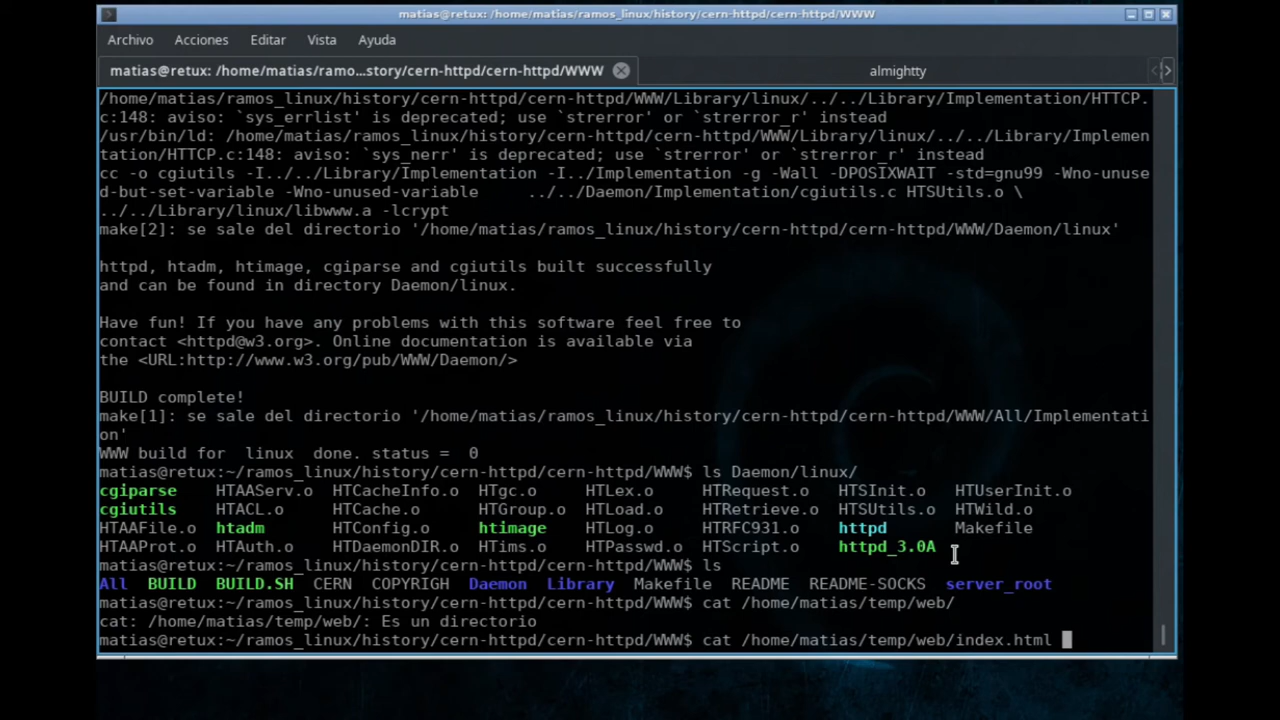 matias@retux: /home/matias/ramos_linux/history/cern-httpd/cern-httpd/WWW
Archivo Acciones Editar Vista Ayuda
matias@retux: /home/matias/ramo...story/cern-httpd/cern-httpd/WWW almightty
/home/matias/ramos_linux/history/cern-httpd/cern-httpd/WWW/Library/linux/../../Library/Implementation/HTTCP.
c:148: aviso: `sys_errlist' is deprecated; use `strerror' or `strerror_r' instead
/usr/bin/ld: /home/matias/ramos_linux/history/cern-httpd/cern-httpd/WWW/Library/linux/../../Library/Implemen
tation/HTTCP.c:148: aviso: `sys_nerr' is deprecated; use `strerror' or `strerror_r' instead
cc -o cgiutils -I../../Library/Implementation -I../Implementation -g -Wall -DPOSIXWAIT -std=gnu99 -Wno-unuse
d-but-set-variable -Wno-unused-variable ../../Daemon/Implementation/cgiutils.c HTSUtils.o \
../../Library/linux/libwww.a -lcrypt
make[2]: se sale del directorio '/home/matias/ramos_linux/history/cern-httpd/cern-httpd/WWW/Daemon/linux'
httpd, htadm, htimage, cgiparse and cgiutils built successfully
and can be found in directory Daemon/linux.
Have fun! If you have any problems with this software feel free to
contact <httpd@w3.org>. Online documentation is available via
the <URL:http://www.w3.org/pub/WWW/Daemon/>
BUILD complete!
make[1]: se sale del directorio '/home/matias/ramos_linux/history/cern-httpd/cern-httpd/WWW/All/Implementati
on'
WWW build for linux done. status = 0
matias@retux:~/ramos_linux/history/cern-httpd/cern-httpd/WWW$ ls Daemon/linux/
cgiparse HTAAServ.o HTCacheInfo.o HTgc.o HTLex.o HTRequest.o HTSInit.o HTUserInit.o
cgiutils HTACL.o HTCache.o HTGroup.o HTLoad.o HTRetrieve.o HTSUtils.o HTWild.o
HTAAFile.o htadm HTConfig.o htimage HTLog.o HTRFC931.o httpd Makefile
HTAAProt.o HTAuth.o HTDaemonDIR.o HTims.o HTPasswd.o HTScript.o httpd_3.0A
matias@retux:~/ramos_linux/history/cern-httpd/cern-httpd/WWW$ ls
All BUILD BUILD.SH CERN COPYRIGH Daemon Library Makefile README README-SOCKS server_root
matias@retux:~/ramos_linux/history/cern-httpd/cern-httpd/WWW$ cat /home/matias/temp/web/
cat: /home/matias/temp/web/: Es un directorio
matias@retux:~/ramos_linux/history/cern-httpd/cern-httpd/WWW$ cat /home/matias/temp/web/index.html